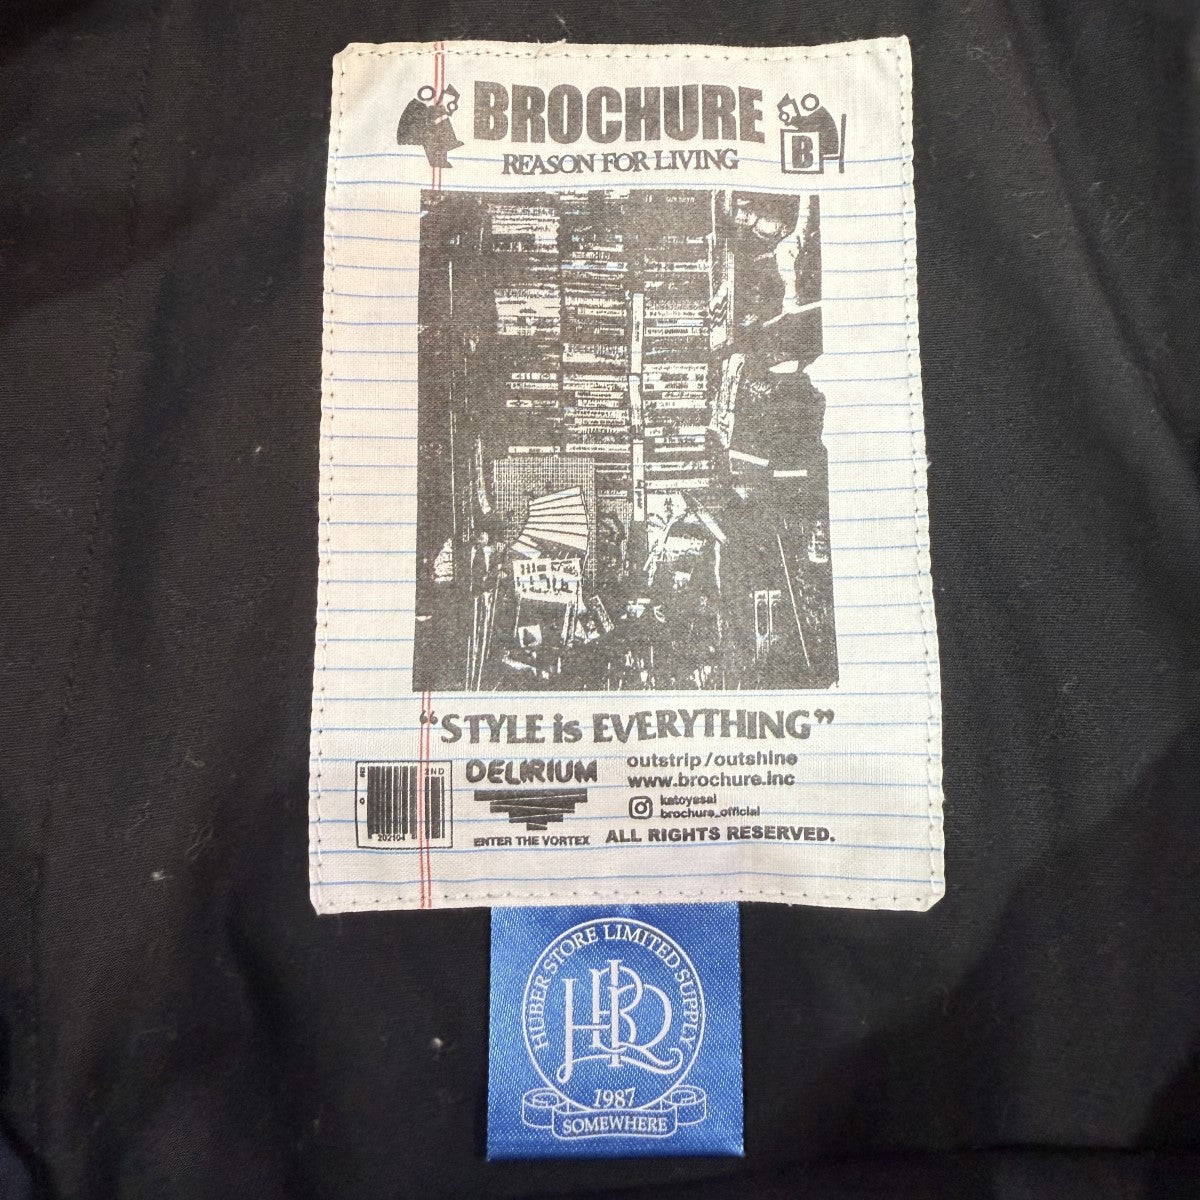 BROCHURE
REASON FOR LIVING
B
"STYLE is EVERYTHING"
2ND
202104
DELIRIUM
ENTER THE VORTEX
outstrip/outshine
www.brochure.inc
katoyasai
brochure_official
ALL RIGHTS RESERVED.
HUBER STORE LIMITED SUPPLY
1987
SOMEWHERE